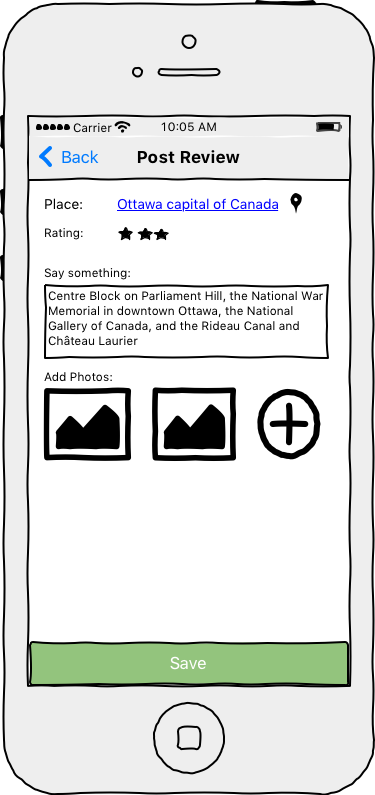 Carrier 10:05 AM
Back Post Review
Place: Ottawa capital of Canada
Rating:
Say something:
Centre Block on Parliament Hill, the National War
Memorial in downtown Ottawa, the National
Gallery of Canada, and the Rideau Canal and
Château Laurier
Add Photos:
Save